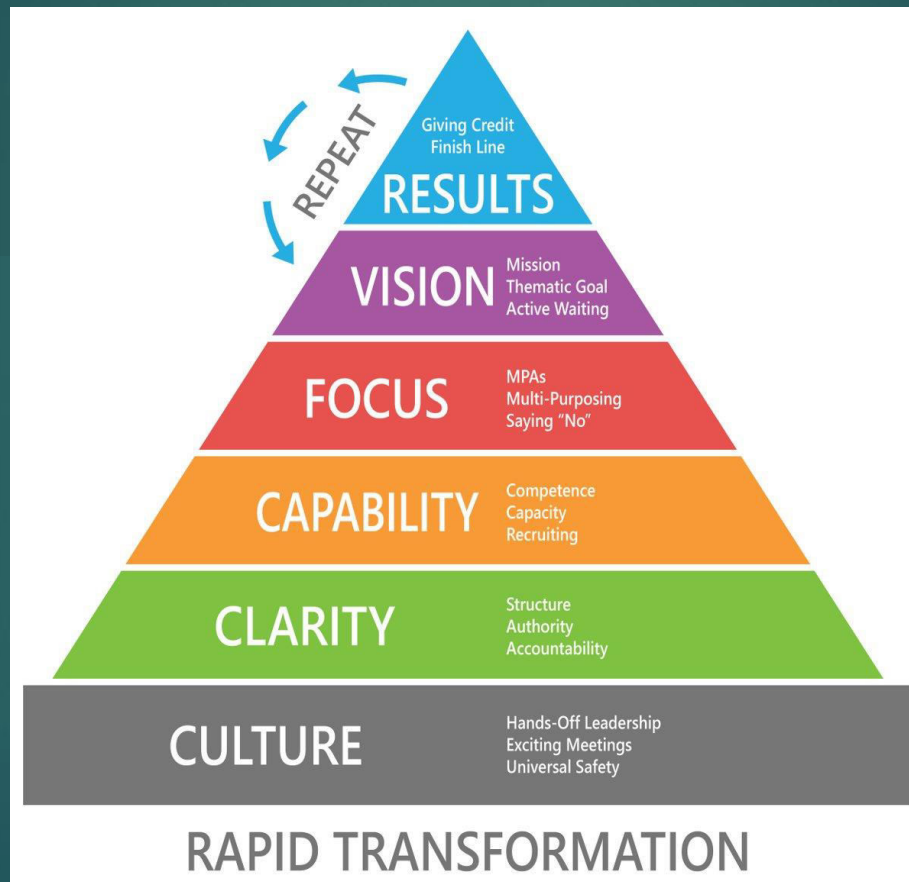 REPEAT
Giving Credit
Finish Line
RESULTS
VISION
Mission
Thematic Goal
Active Waiting
FOCUS
MPAs
Multi-Purposing
Saying “No”
CAPABILITY
Competence
Capacity
Recruiting
CLARITY
Structure
Authority
Accountability
CULTURE
Hands-Off Leadership
Exciting Meetings
Universal Safety
RAPID TRANSFORMATION